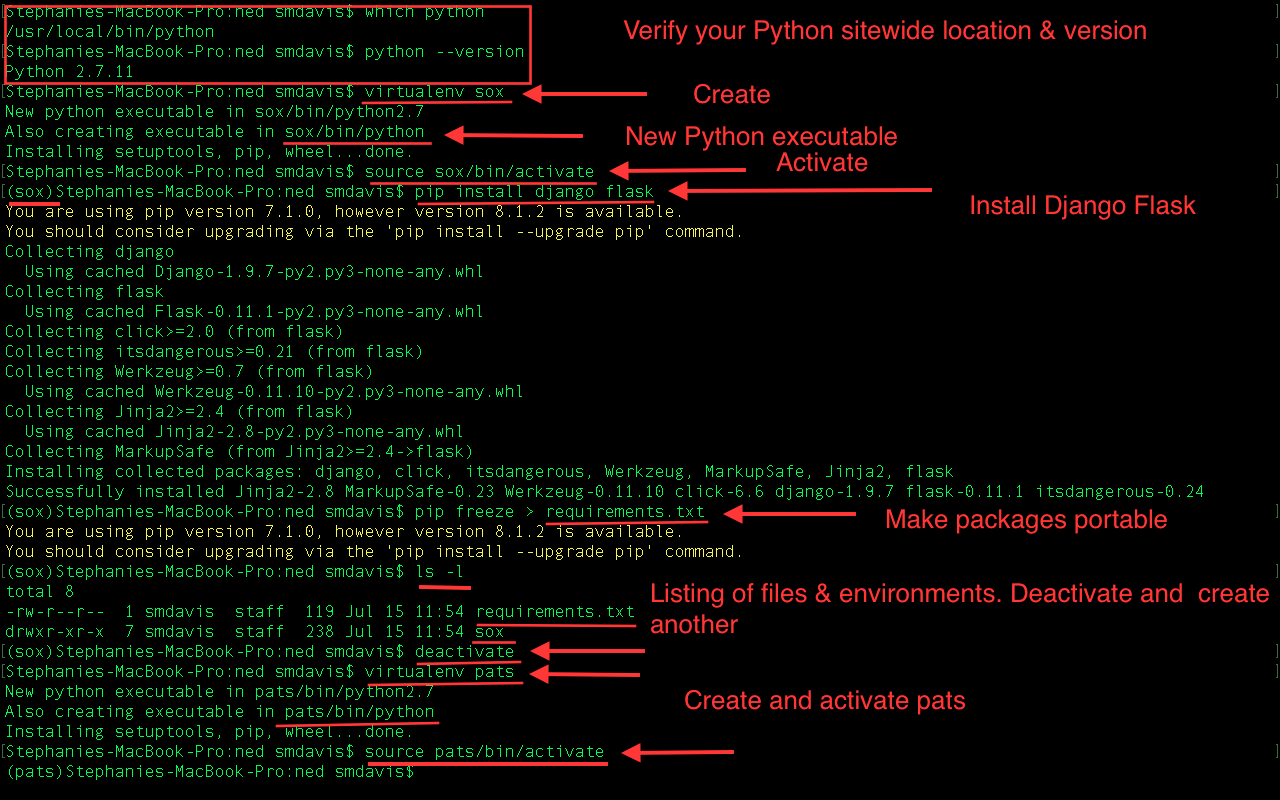 Stephanies-MacBook-Pro:ned smdavis$ which python
/usr/local/bin/python
Verify your Python sitewide location & version
[Stephanies-MacBook-Pro:ned smdavis$ python --version
Python 2.7.11
[Stephanies-MacBook-Pro:ned smdavis$ virtualenv sox
Create
New python executable in sox/bin/python2.7
Also creating executable in sox/bin/python
New Python executable
Installing setuptools, pip, wheel...done.
Activate
[Stephanies-MacBook-Pro:ned smdavis$ source sox/bin/activate
[(sox)Stephanies-MacBook-Pro:ned smdavis$ pip install django flask
Install Django Flask
You are using pip version 7.1.0, however version 8.1.2 is available.
You should consider upgrading via the 'pip install --upgrade pip' command.
Collecting django
Using cached Django-1.9.7-py2.py3-none-any.whl
Collecting flask
Using cached Flask-0.11.1-py2.py3-none-any.whl
Collecting click>=2.0 (from flask)
Collecting itsdangerous>=0.21 (from flask)
Collecting Werkzeug>=0.7 (from flask)
Using cached Werkzeug-0.11.10-py2.py3-none-any.whl
Collecting Jinja2>=2.4 (from flask)
Using cached Jinja2-2.8-py2.py3-none-any.whl
Collecting MarkupSafe (from Jinja2>=2.4->flask)
Installing collected packages: django, click, itsdangerous, Werkzeug, MarkupSafe, Jinja2, flask
Successfully installed Jinja2-2.8 MarkupSafe-0.23 Werkzeug-0.11.10 click-6.6 django-1.9.7 flask-0.11.1 itsdangerous-0.24
[(sox)Stephanies-MacBook-Pro:ned smdavis$ pip freeze > requirements.txt
Make packages portable
You are using pip version 7.1.0, however version 8.1.2 is available.
You should consider upgrading via the 'pip install --upgrade pip' command.
[(sox)Stephanies-MacBook-Pro:ned smdavis$ ls -l
total 8
-rw-r--r--  1 smdavis  staff  119 Jul 15 11:54 requirements.txt
drwxr-xr-x  7 smdavis  staff  238 Jul 15 11:54 sox
Listing of files & environments. Deactivate and create
another
[(sox)Stephanies-MacBook-Pro:ned smdavis$ deactivate
[Stephanies-MacBook-Pro:ned smdavis$ virtualenv pats
New python executable in pats/bin/python2.7
Create and activate pats
Also creating executable in pats/bin/python
Installing setuptools, pip, wheel...done.
[Stephanies-MacBook-Pro:ned smdavis$ source pats/bin/activate
(pats)Stephanies-MacBook-Pro:ned smdavis$